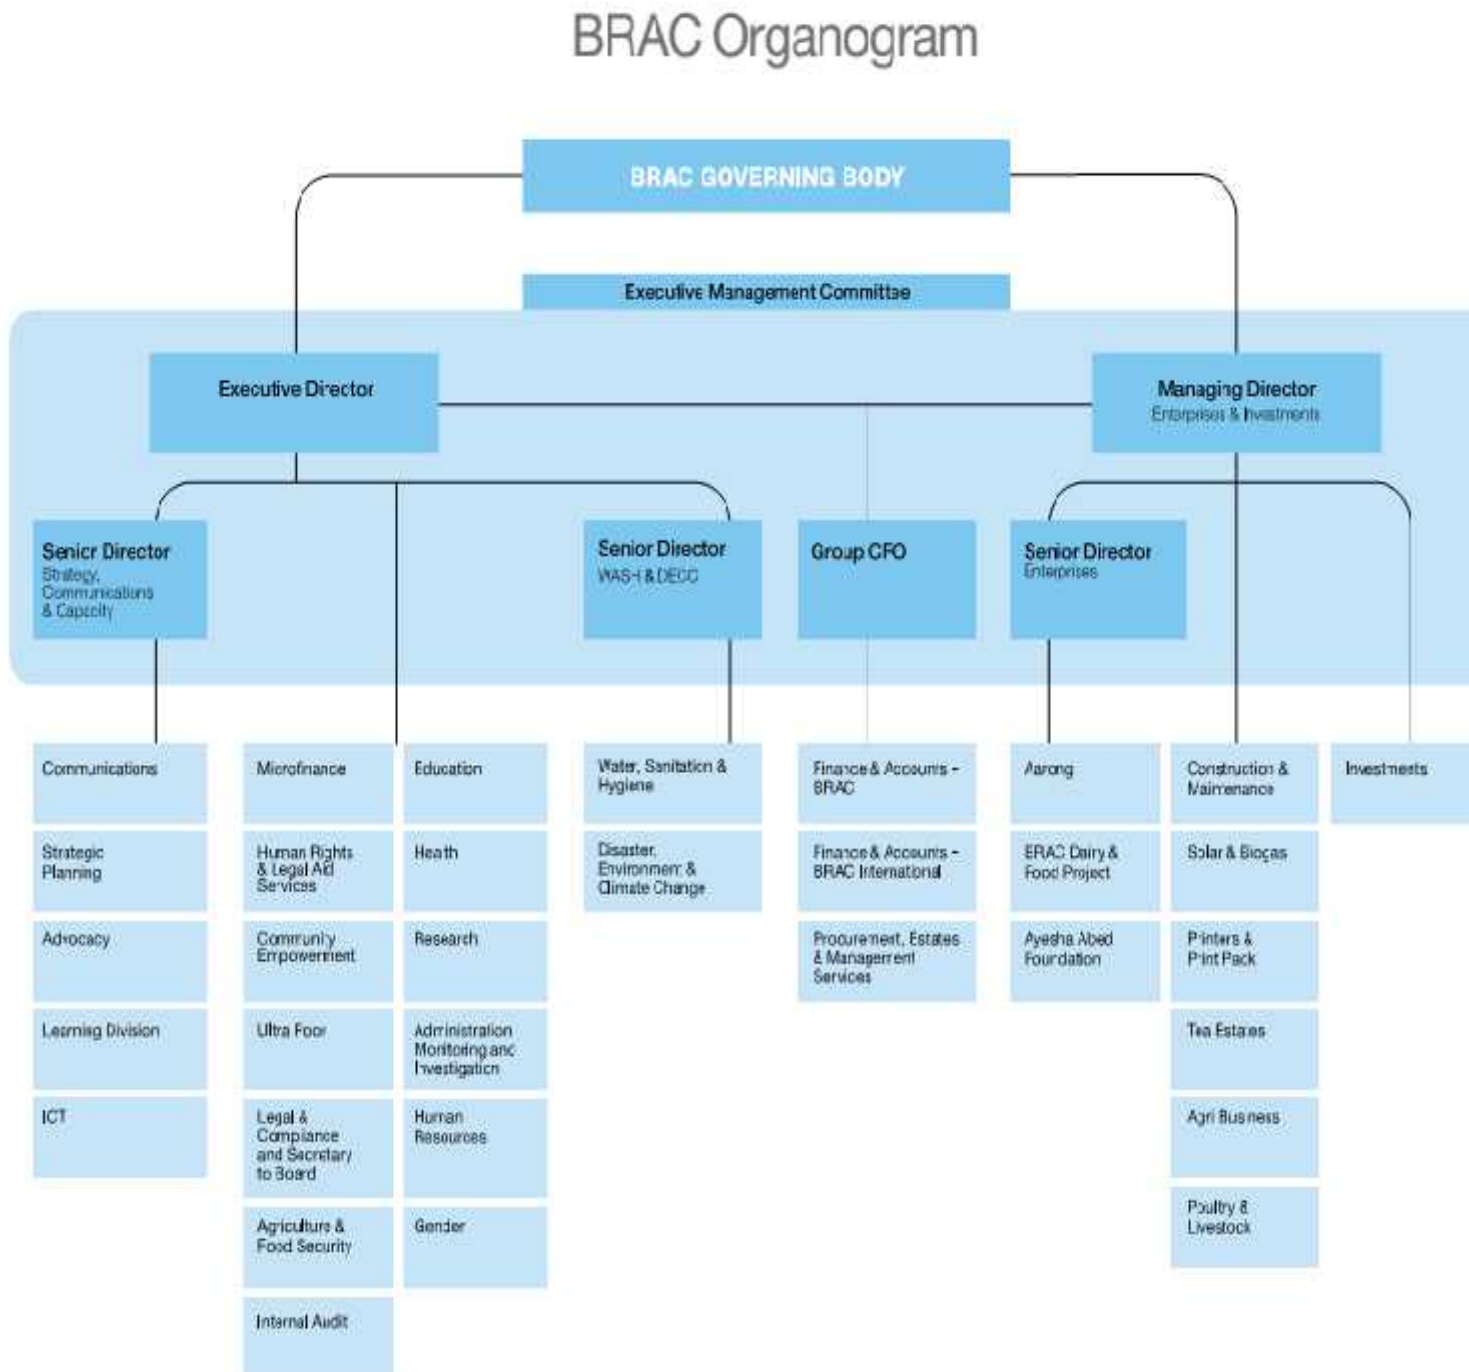 BRAC Organogram
BRAC GOVERNING BODY
Executive Management Committee
Executive Director
Managing Director
Enterprises & Investments
Senior Director
Strategy,
Communications
& Capacity
Senior Director
WASH & DECC
Group CFO
Senior Director
Enterprises
Communications
Strategic
Planning
Advocacy
Learning Division
ICT
Microfinance
Human Rights
& Legal Aid
Services
Community
Empowerment
Ultra Poor
Legal &
Compliance
and Secretary
to Board
Agriculture &
Food Security
Internal Audit
Education
Health
Research
Administration
Monitoring and
Investigation
Human
Resources
Gender
Water, Sanitation &
Hygiene
Disaster,
Environment &
Climate Change
Finance & Accounts –
BRAC
Finance & Accounts –
BRAC International
Procurement, Estates
& Management
Services
Aarong
BRAC Dairy &
Food Project
Ayesha Abed
Foundation
Construction &
Maintenance
Solar & Biogas
Printers &
Print Pack
Tea Estates
Agri Business
Poultry &
Livestock
Investments